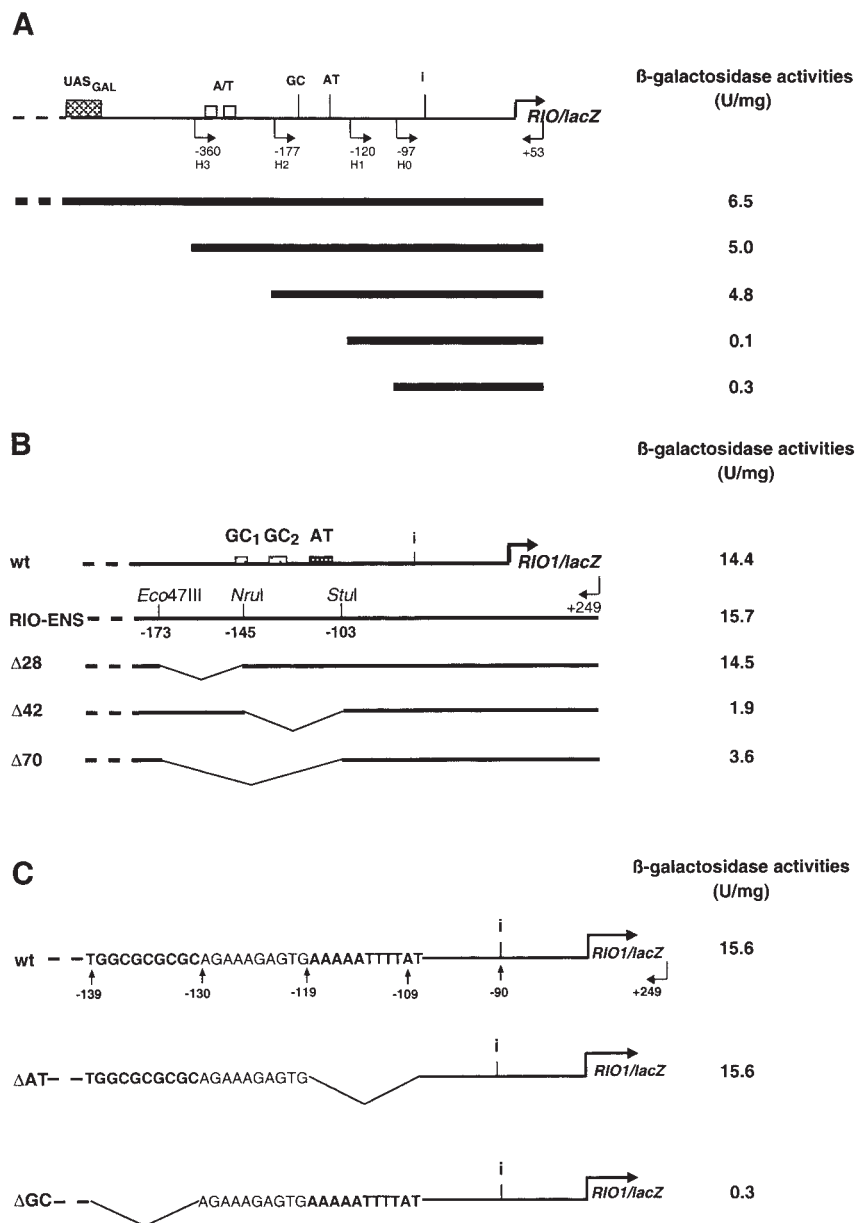 A
ß-galactosidase activities
(U/mg)
UASGAL A/T GC AT i
RIO/lacZ
-360 -177 -120 -97 +53
H3 H2 H1 H0
6.5
5.0
4.8
0.1
0.3
B
ß-galactosidase activities
(U/mg)
GC1 GC2 AT i
wt RIO1/lacZ 14.4
Eco47III NruI StuI +249
RIO-ENS 15.7
-173 -145 -103
Δ28 14.5
Δ42 1.9
Δ70 3.6
C
ß-galactosidase activities
(U/mg)
i
wt TGGCGCGCGCAGAAAGAGTGAAAAATTTTAT RIO1/lacZ 15.6
-139 -130 -119 -109 -90 +249
i
ΔAT TGGCGCGCGCAGAAAGAGTG RIO1/lacZ 15.6
i
ΔGC AGAAAGAGTGAAAAATTTTAT RIO1/lacZ 0.3